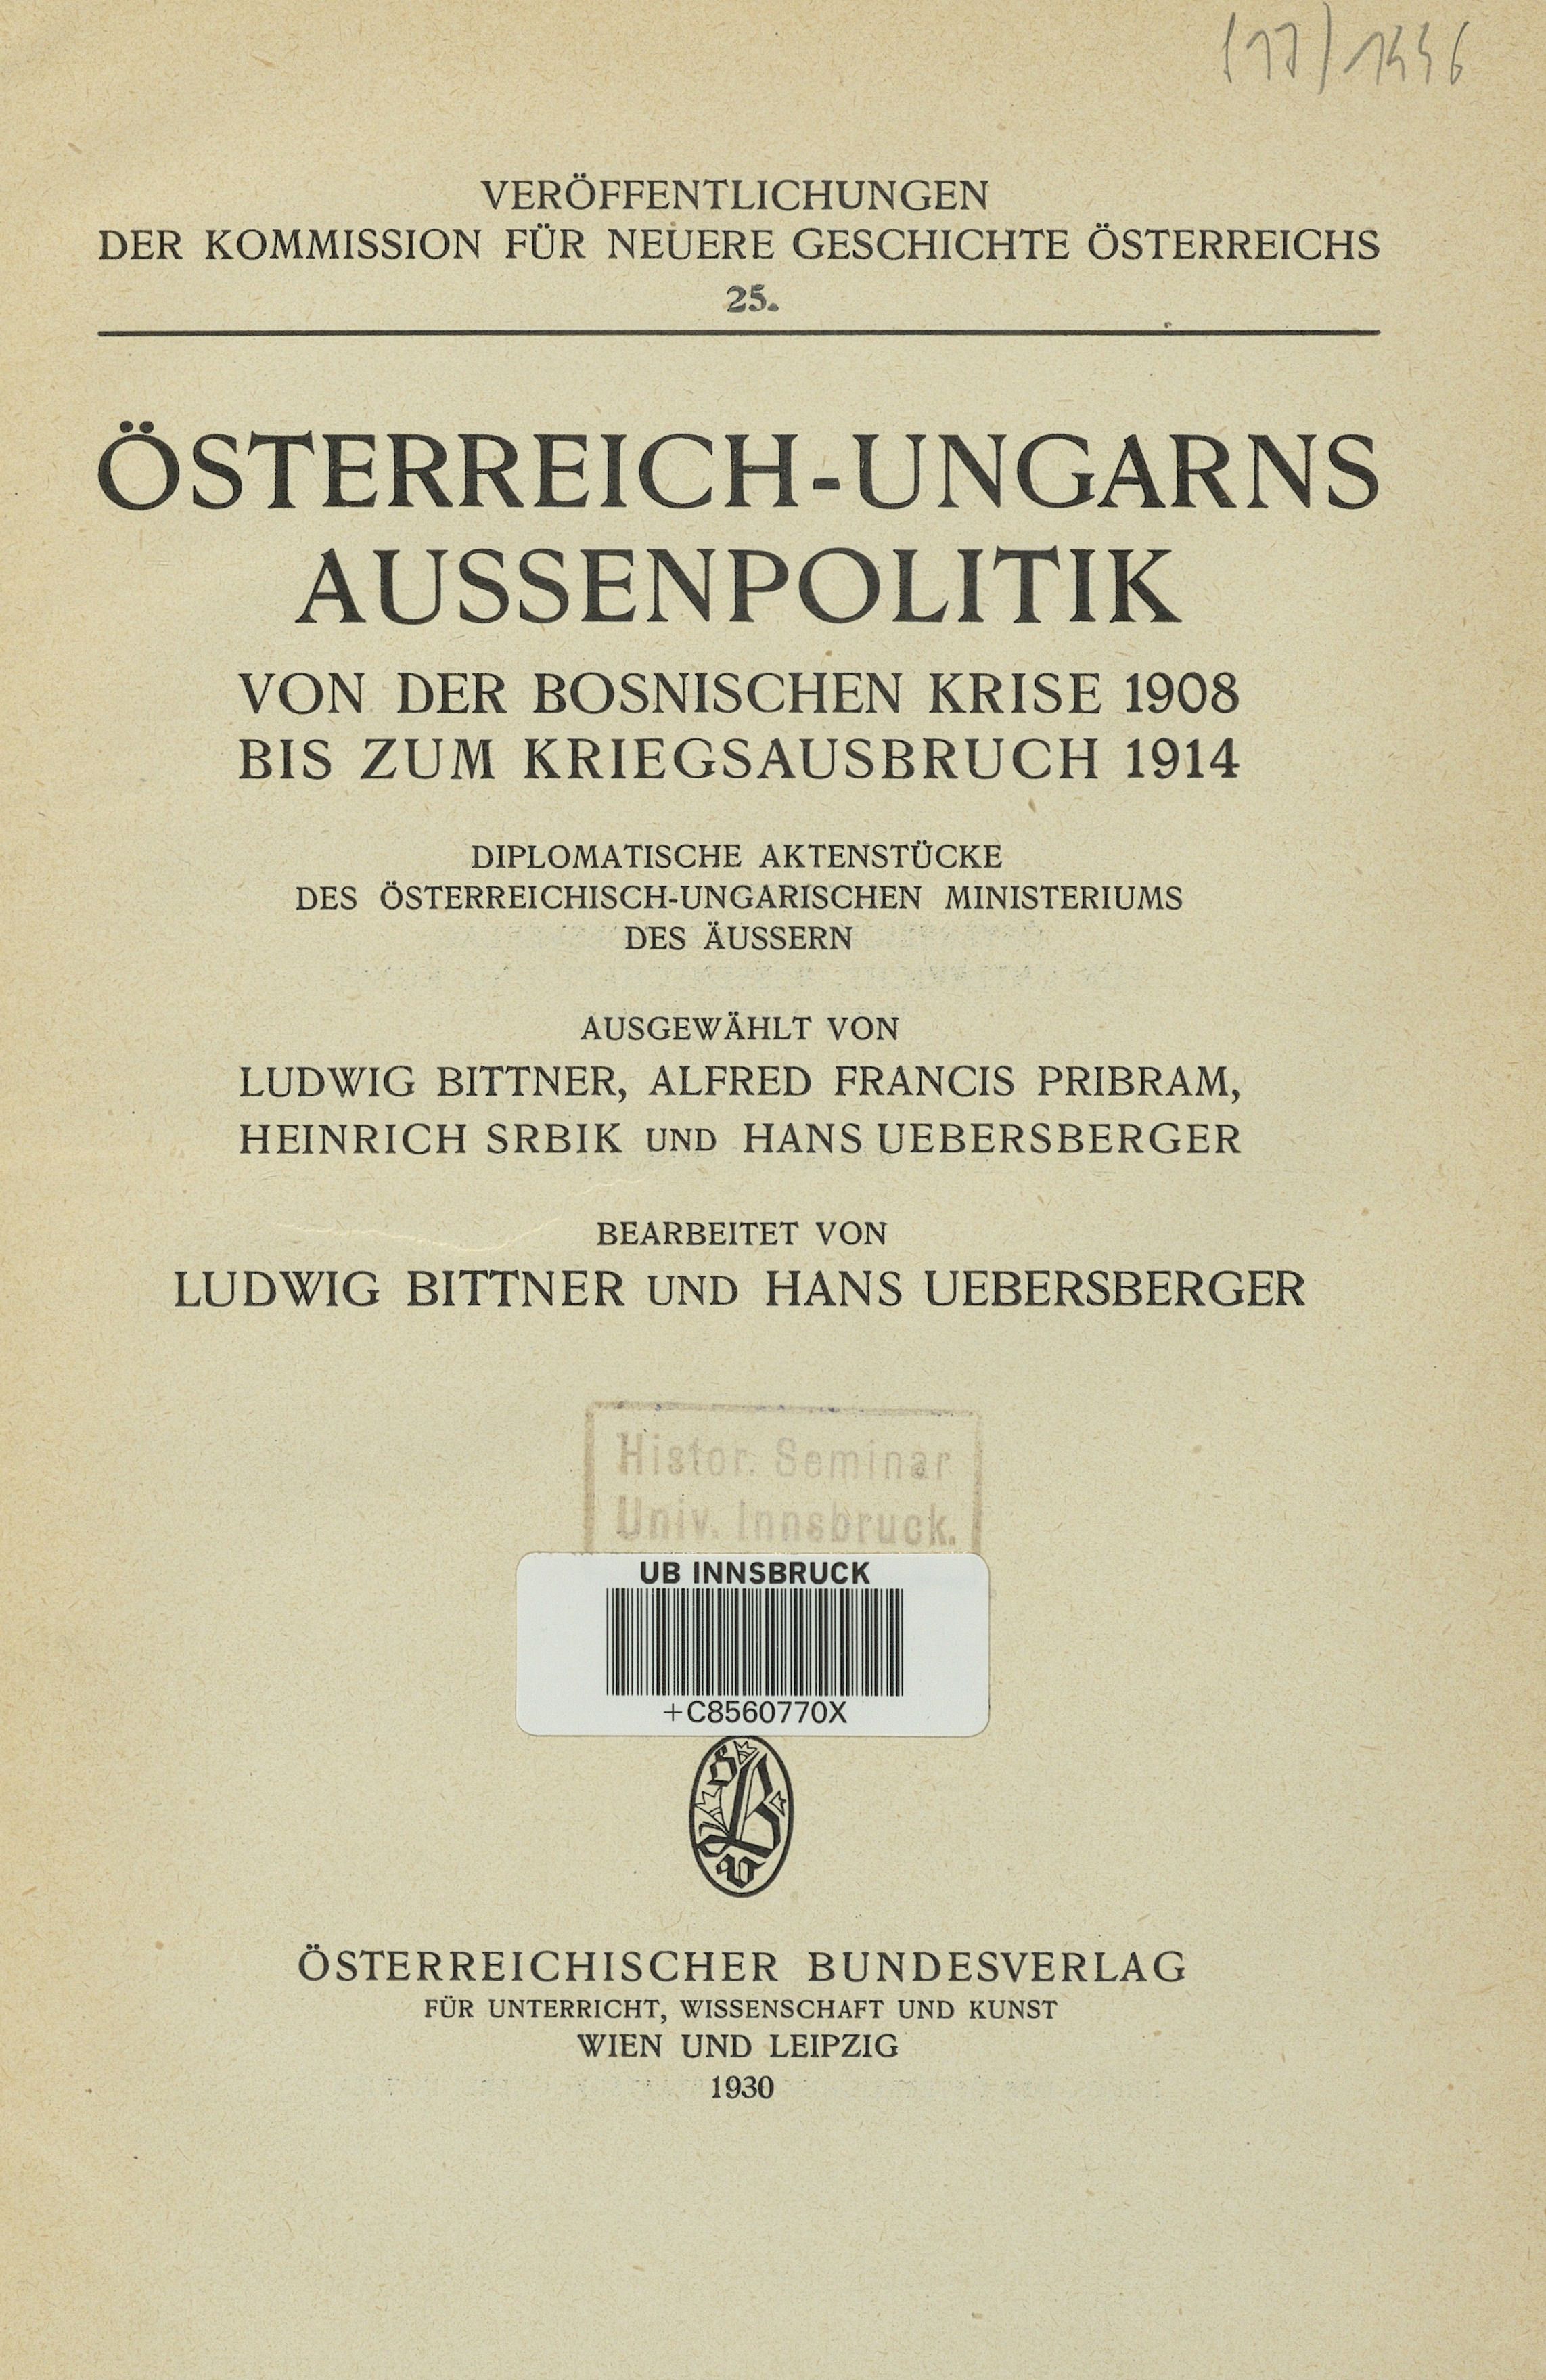 (17) 1446
VERÖFFENTLICHUNGEN
DER KOMMISSION FÜR NEUERE GESCHICHTE ÖSTERREICHS
25.
ÖSTERREICH-UNGARNS
AUSSENPOLITIK
VON DER BOSNISCHEN KRISE 1908
BIS ZUM KRIEGSAUSBRUCH 1914
DIPLOMATISCHE AKTENSTÜCKE
DES ÖSTERREICHISCH-UNGARISCHEN MINISTERIUMS
DES ÄUSSERN
AUSGEWÄHLT VON
LUDWIG BITTNER, ALFRED FRANCIS PRIBRAM,
HEINRICH SRBIK UND HANS UEBERSBERGER
BEARBEITET VON
LUDWIG BITTNER UND HANS UEBERSBERGER
Histor. Seminar
Univ. Innsbruck.
UB INNSBRUCK
+C8560770X
ÖSTERREICHISCHER BUNDESVERLAG
FÜR UNTERRICHT, WISSENSCHAFT UND KUNST
WIEN UND LEIPZIG
1930